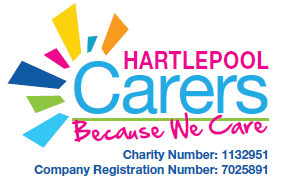 HARTLEPOOL
Carers
Because We Care
Charity Number: 1132951
Company Registration Number: 7025891